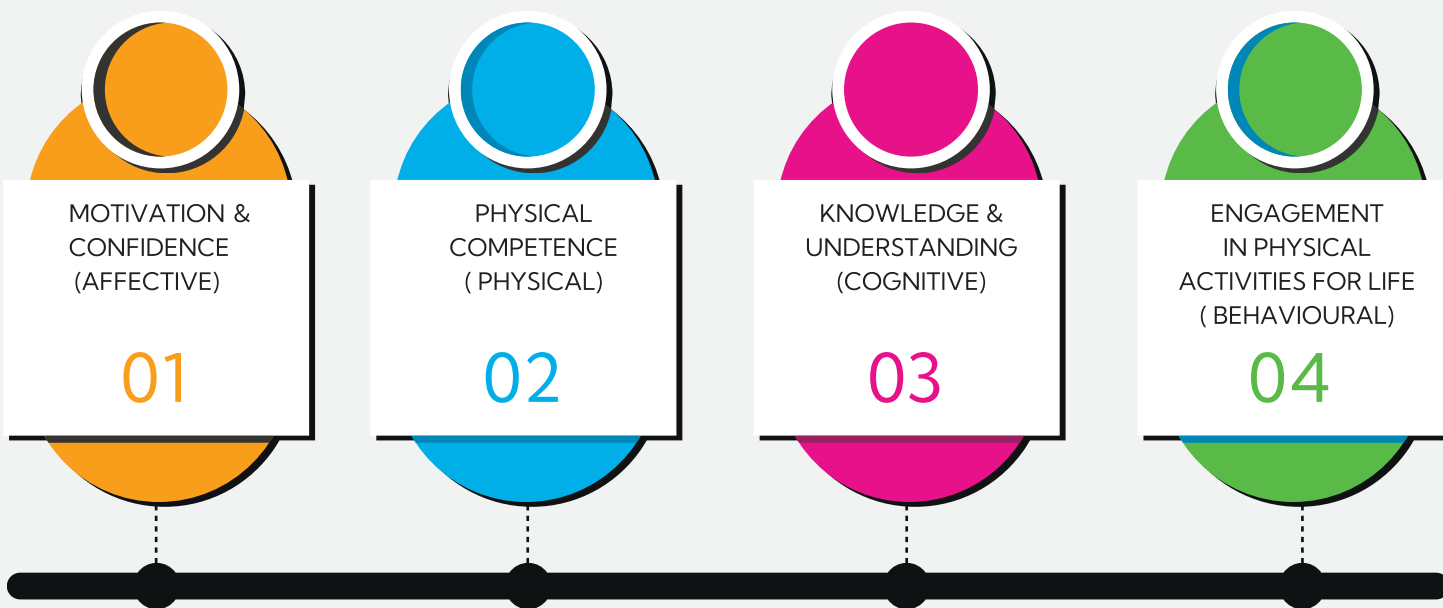 MOTIVATION &
CONFIDENCE
(AFFECTIVE)
01
PHYSICAL
COMPETENCE
( PHYSICAL)
02
KNOWLEDGE &
UNDERSTANDING
(COGNITIVE)
03
ENGAGEMENT
IN PHYSICAL
ACTIVITIES FOR LIFE
( BEHAVIOURAL)
04